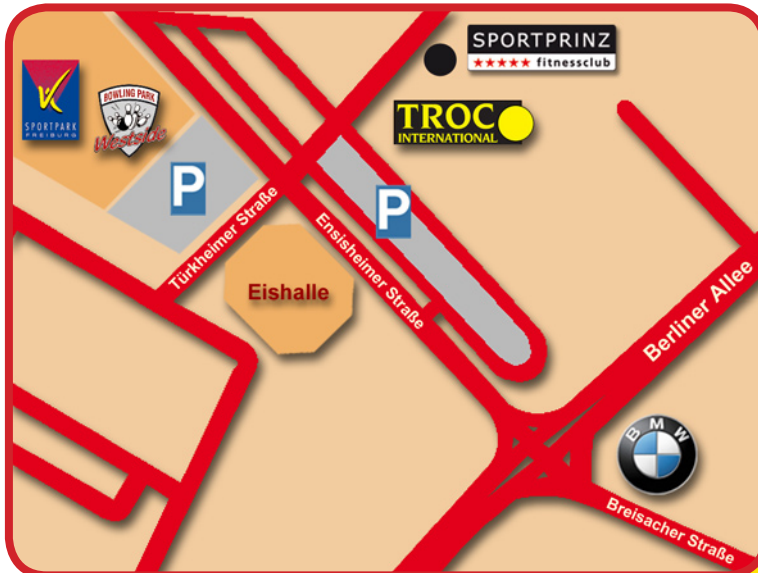 SPORTPRINZ
★★★★★ fitnessclub
SPORTPARK
FREIBURG
BOWLING PARK
Westside
TROC
INTERNATIONAL
P
P
Türkheimer Straße
Ensisheimer Straße
Eishalle
Berliner Allee
BMW
Breisacher Straße